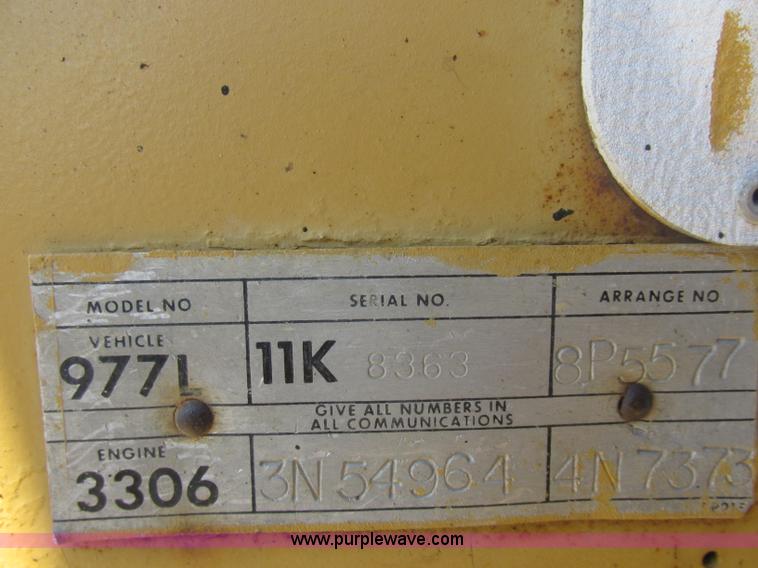 MODEL NO SERIAL NO. ARRANGE NO
VEHICLE
977L 11K 8363 8P5577
GIVE ALL NUMBERS IN
ALL COMMUNICATIONS
ENGINE
3306 3N54964 4N7373
www.purplewave.com